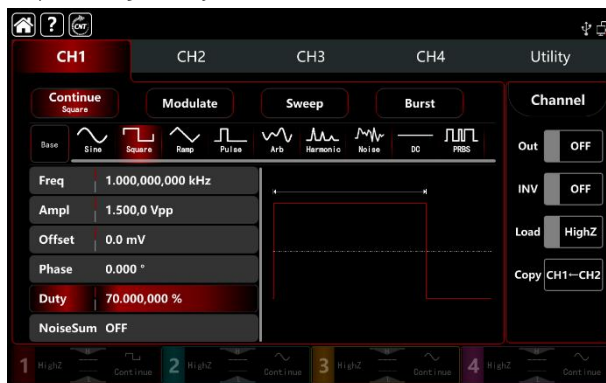 ? CNT
CH1 CH2 CH3 CH4 Utility
Continue Modulate Sweep Burst Channel
Square
Base Sine Square Ramp Pulse Arb Harmonic Noise DC PRBS
Out OFF
Freq 1.000,000,000 kHz
INV OFF
Ampl 1.500,0 Vpp
Load HighZ
Offset 0.0 mV
Phase 0.000 °
Copy CH1←CH2
Duty 70.000,000 %
NoiseSum OFF
1 HighZ Continue 2 HighZ Continue 3 HighZ Continue 4 HighZ Continue